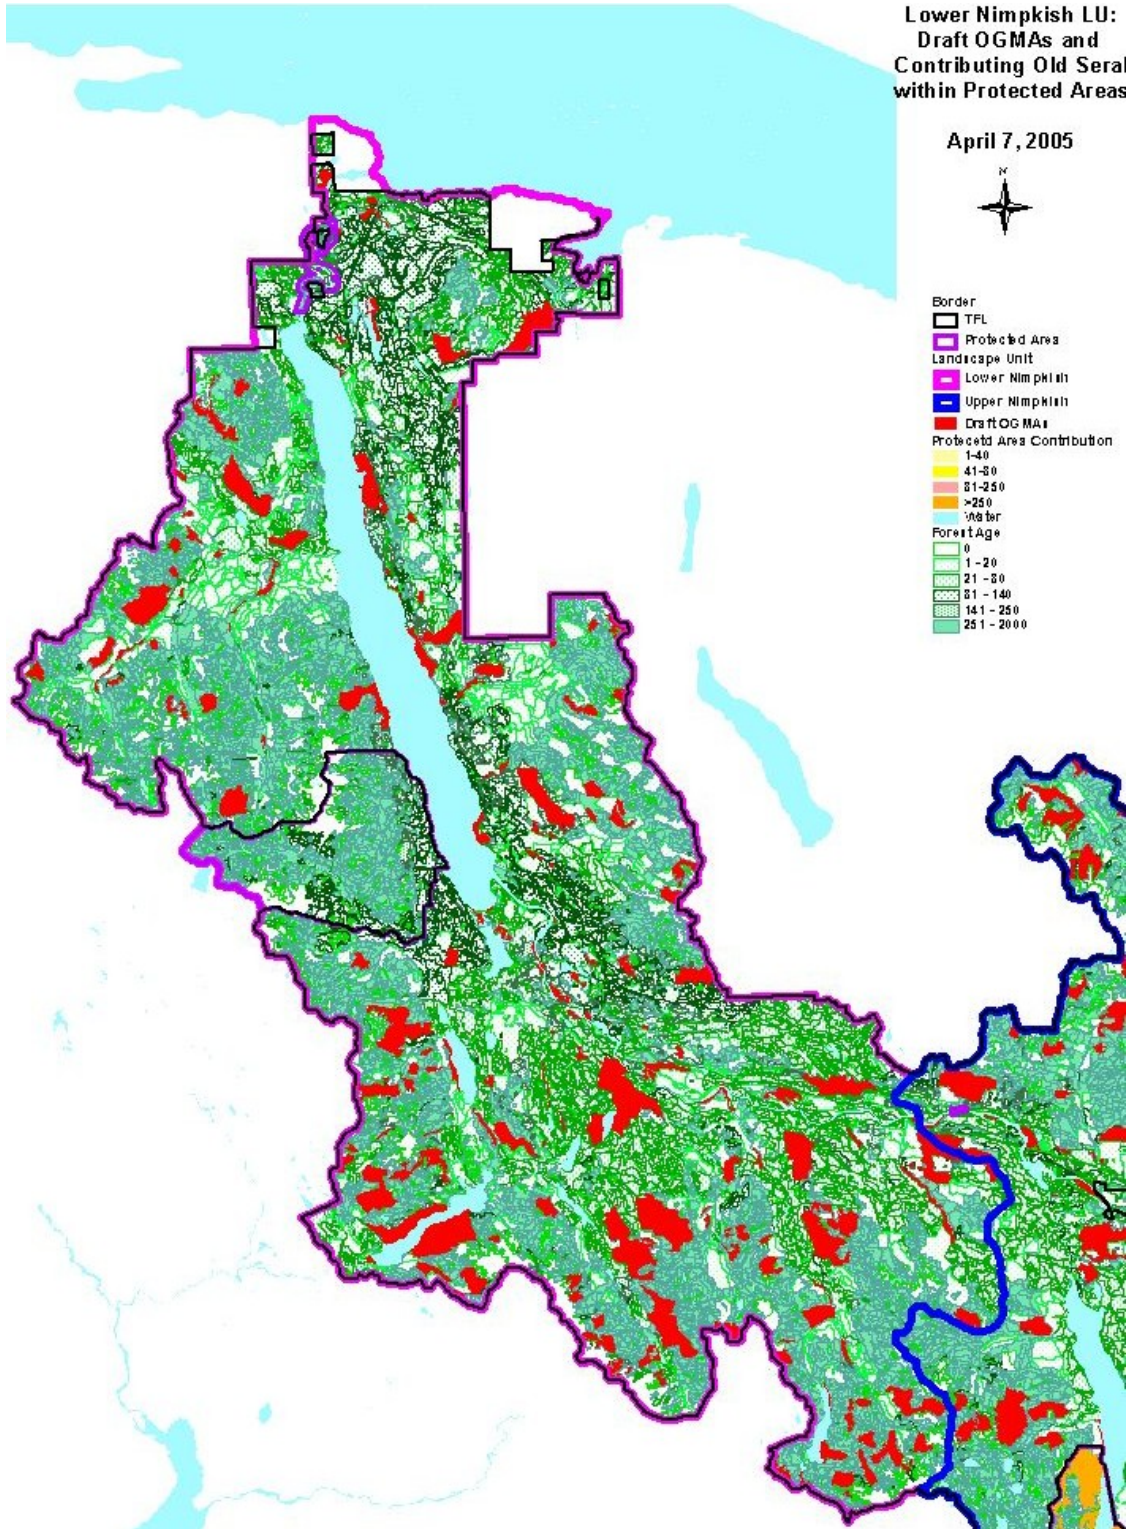 Lower Nimpkish LU:
Draft OGMAs and
Contributing Old Seral
within Protected Areas
April 7, 2005
N
Border
TFL
Protected Area
Landscape Unit
Lower Nimpkish
Upper Nimpkish
Draft OGMAs
Protecetd Area Contribution
1-40
41-80
81-250
>250
Water
Forest Age
0
1 - 20
21 - 80
81 - 140
141 - 250
251 - 2000